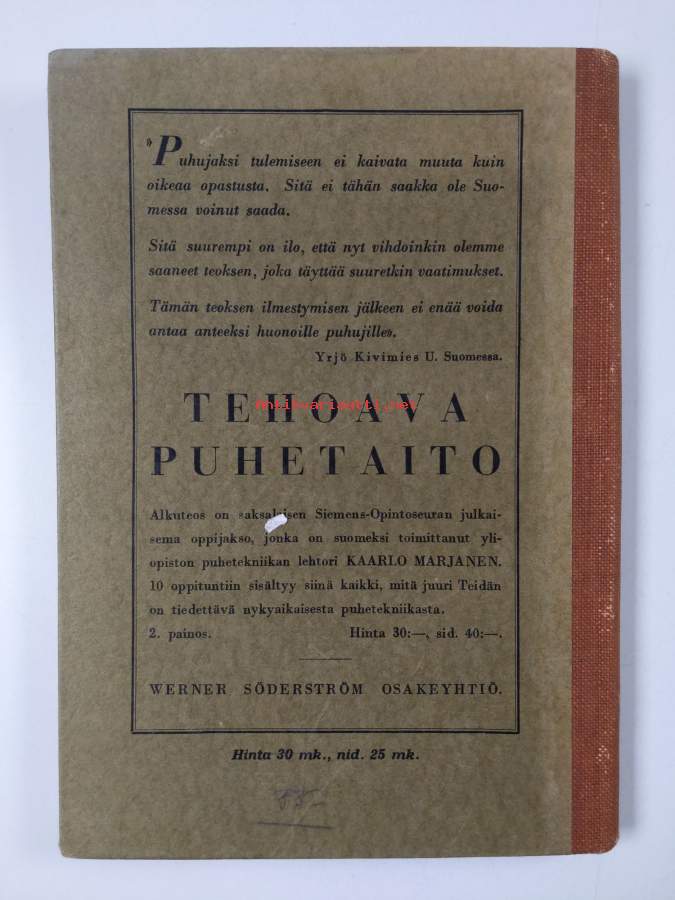 »Puhujaksi tulemiseen ei kaivata muuta kuin
oikeaa opastusta. Sitä ei tähän saakka ole Suo-
messa voinut saada.
Sitä suurempi on ilo, että nyt vihdoinkin olemme
saaneet teoksen, joka täyttää suuretkin vaatimukset.
Tämän teoksen ilmestymisen jälkeen ei enää voida
antaa anteeksi huonoille puhujille».
Yrjö Kivimies U. Suomessa.
TEHOAVA
Antikvariaatti.net
PUHETAITO
Alkuteos on saksalaisen Siemens-Opintoseuran julkai-
sema oppijakso, jonka on suomeksi toimittanut yli-
opiston puhetekniikan lehtori KAARLO MARJANEN.
10 oppituntiin sisältyy siinä kaikki, mitä juuri Teidän
on tiedettävä nykyaikaisesta puhetekniikasta.
2. painos. Hinta 30:—, sid. 40:—.
WERNER SÖDERSTRÖM OSAKEYHTIÖ.
Hinta 30 mk., nid. 25 mk.